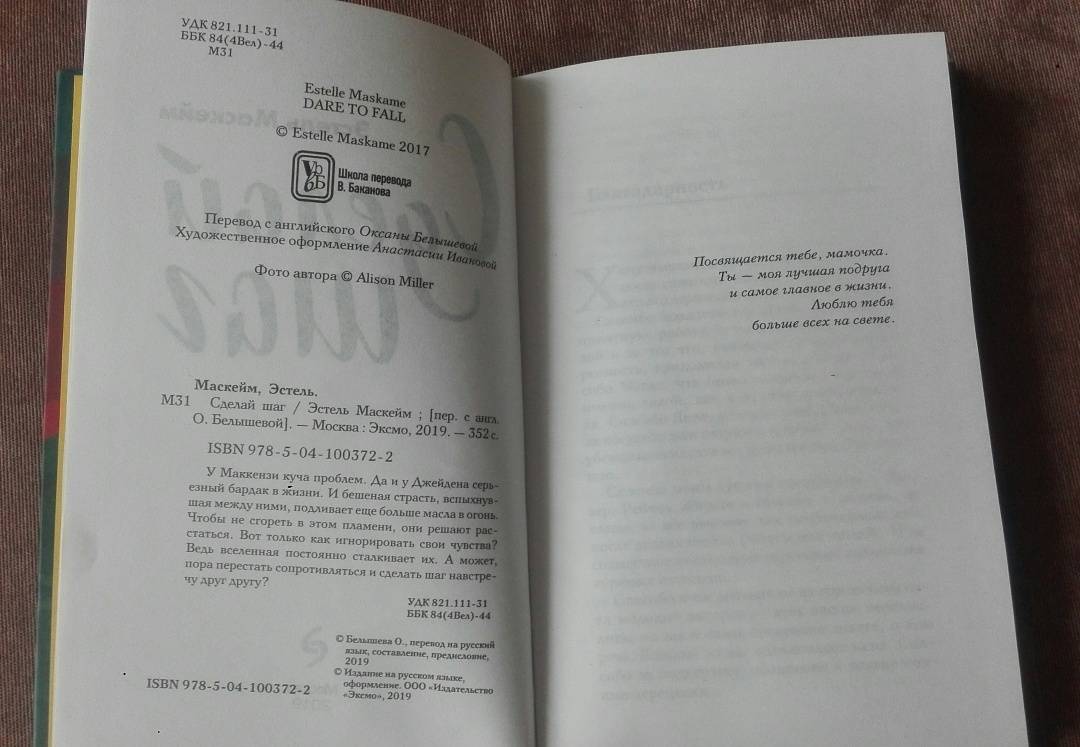 УДК 821.111-31
ББК 84(4Вел)-44
М31
Estelle Maskame
DARE TO FALL
© Estelle Maskame 2017
Школа перевода
В. Баканова
Перевод с английского Оксаны Белышевой
Художественное оформление Анастасии Ивановой
Фото автора © Alison Miller
Маскейм, Эстель.
М31 Сделай шаг / Эстель Маскейм ; [пер. с англ.
О. Белышевой]. — Москва : Эксмо, 2019. — 352 с.
ISBN 978-5-04-100372-2
У Маккензи куча проблем. Да и у Джейдена серь-
езный бардак в жизни. И бешеная страсть, вспыхнув-
шая между ними, подливает еще больше масла в огонь.
Чтобы не сгореть в этом пламени, они решают рас-
статься. Вот только как игнорировать свои чувства?
Ведь вселенная постоянно сталкивает их. А может,
пора перестать сопротивляться и сделать шаг навстре-
чу друг другу?
УДК 821.111-31
ББК 84(4Вел)-44
© Белышева О., перевод на русский
язык, составление, предисловие,
2019
© Издание на русском языке,
оформление. ООО «Издательство
«Эксмо», 2019
ISBN 978-5-04-100372-2
Посвящается тебе, мамочка.
Ты — моя лучшая подруга
и самое главное в жизни.
Люблю тебя
больше всех на свете.